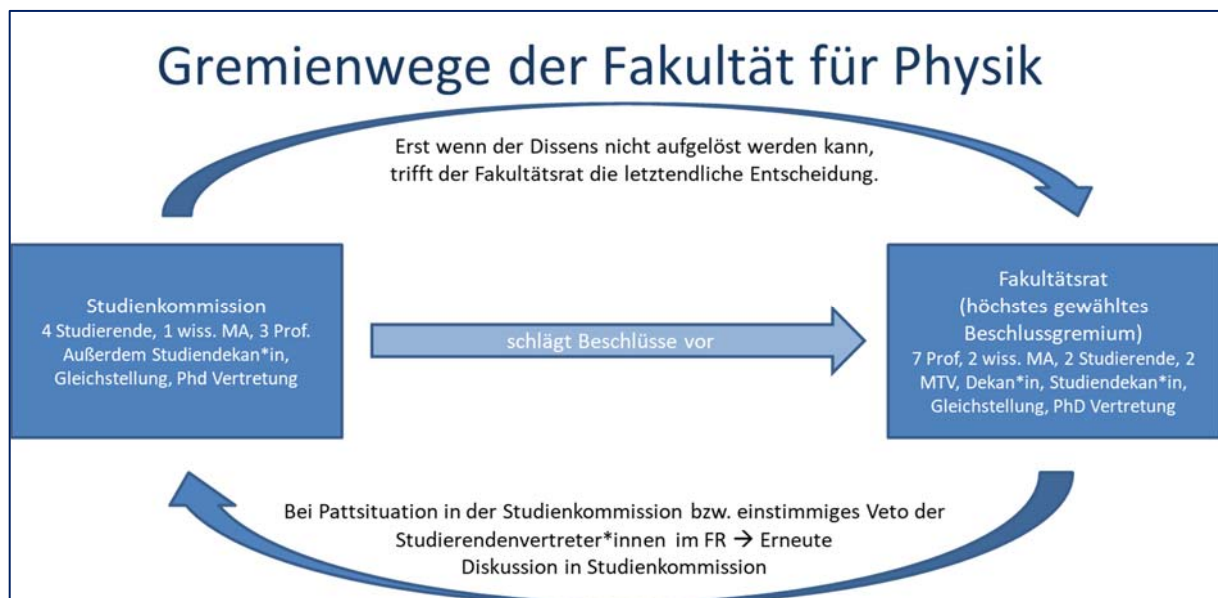 Gremienwege der Fakultät für Physik
Erst wenn der Dissens nicht aufgelöst werden kann,
trifft der Fakultätsrat die letztendliche Entscheidung.
Studienkommission
4 Studierende, 1 wiss. MA, 3 Prof.
Außerdem Studiendekan*in,
Gleichstellung, Phd Vertretung
schlägt Beschlüsse vor
Fakultätsrat
(höchstes gewähltes
Beschlussgremium)
7 Prof, 2 wiss. MA, 2 Studierende, 2
MTV, Dekan*in, Studiendekan*in,
Gleichstellung, PhD Vertretung
Bei Pattsituation in der Studienkommission bzw. einstimmiges Veto der
Studierendenvertreter*innen im FR → Erneute
Diskussion in Studienkommission